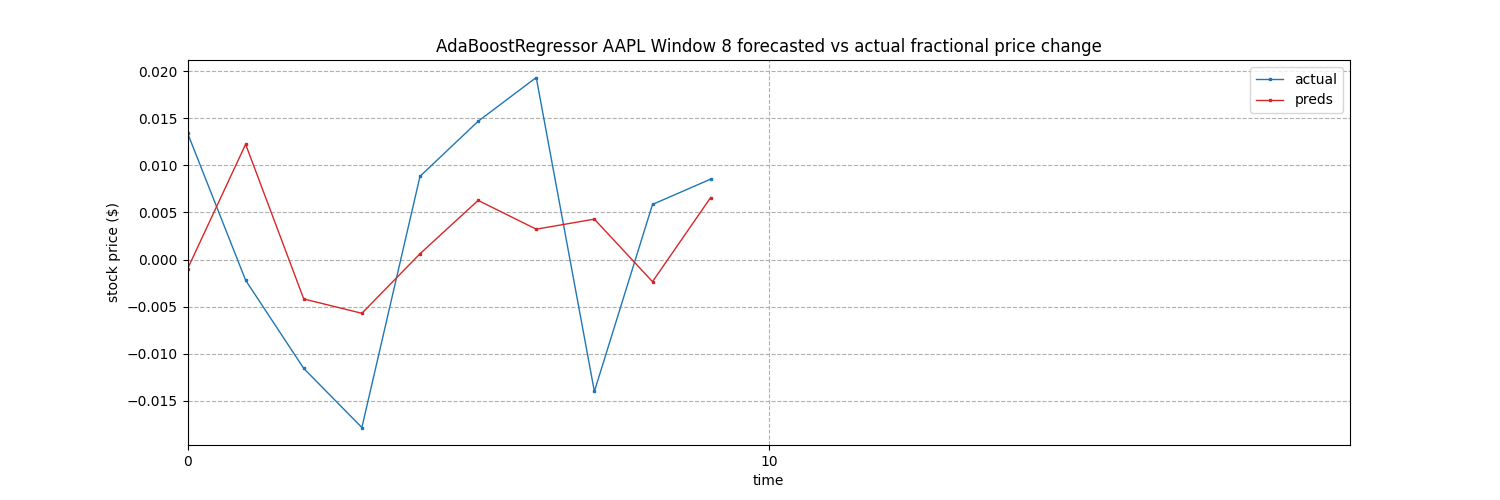 AdaBoostRegressor AAPL Window 8 forecasted vs actual fractional price change
actual
preds
0.020
0.015
0.010
0.005
0.000
−0.005
−0.010
−0.015
stock price ($)
0
10
time